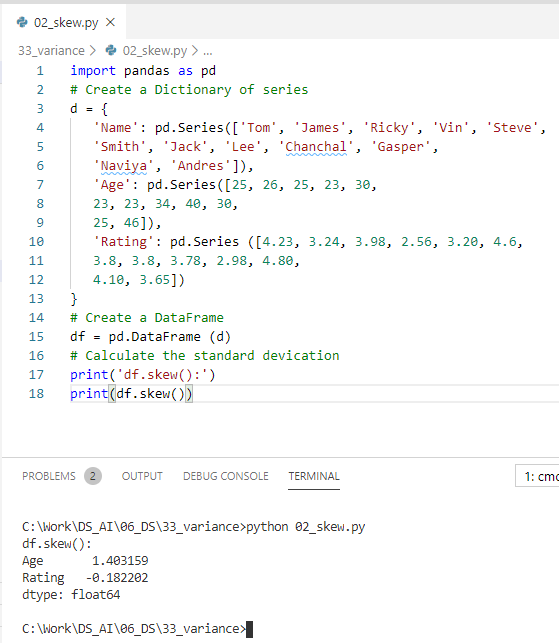 02_skew.py ×
33_variance > 02_skew.py > ...
1 import pandas as pd
2 # Create a Dictionary of series
3 d = {
4 'Name': pd.Series(['Tom', 'James', 'Ricky', 'Vin', 'Steve',
5 'Smith', 'Jack', 'Lee', 'Chanchal', 'Gasper',
6 'Naviya', 'Andres']),
7 'Age': pd.Series([25, 26, 25, 23, 30,
8 23, 23, 34, 40, 30,
9 25, 46]),
10 'Rating': pd.Series ([4.23, 3.24, 3.98, 2.56, 3.20, 4.6,
11 3.8, 3.8, 3.78, 2.98, 4.80,
12 4.10, 3.65])
13 }
14 # Create a DataFrame
15 df = pd.DataFrame (d)
16 # Calculate the standard devication
17 print('df.skew():')
18 print(df.skew())
PROBLEMS 2 OUTPUT DEBUG CONSOLE TERMINAL 1: cmd
C:\Work\DS_AI\06_DS\33_variance>python 02_skew.py
df.skew():
Age 1.403159
Rating -0.182202
dtype: float64
C:\Work\DS_AI\06_DS\33_variance>